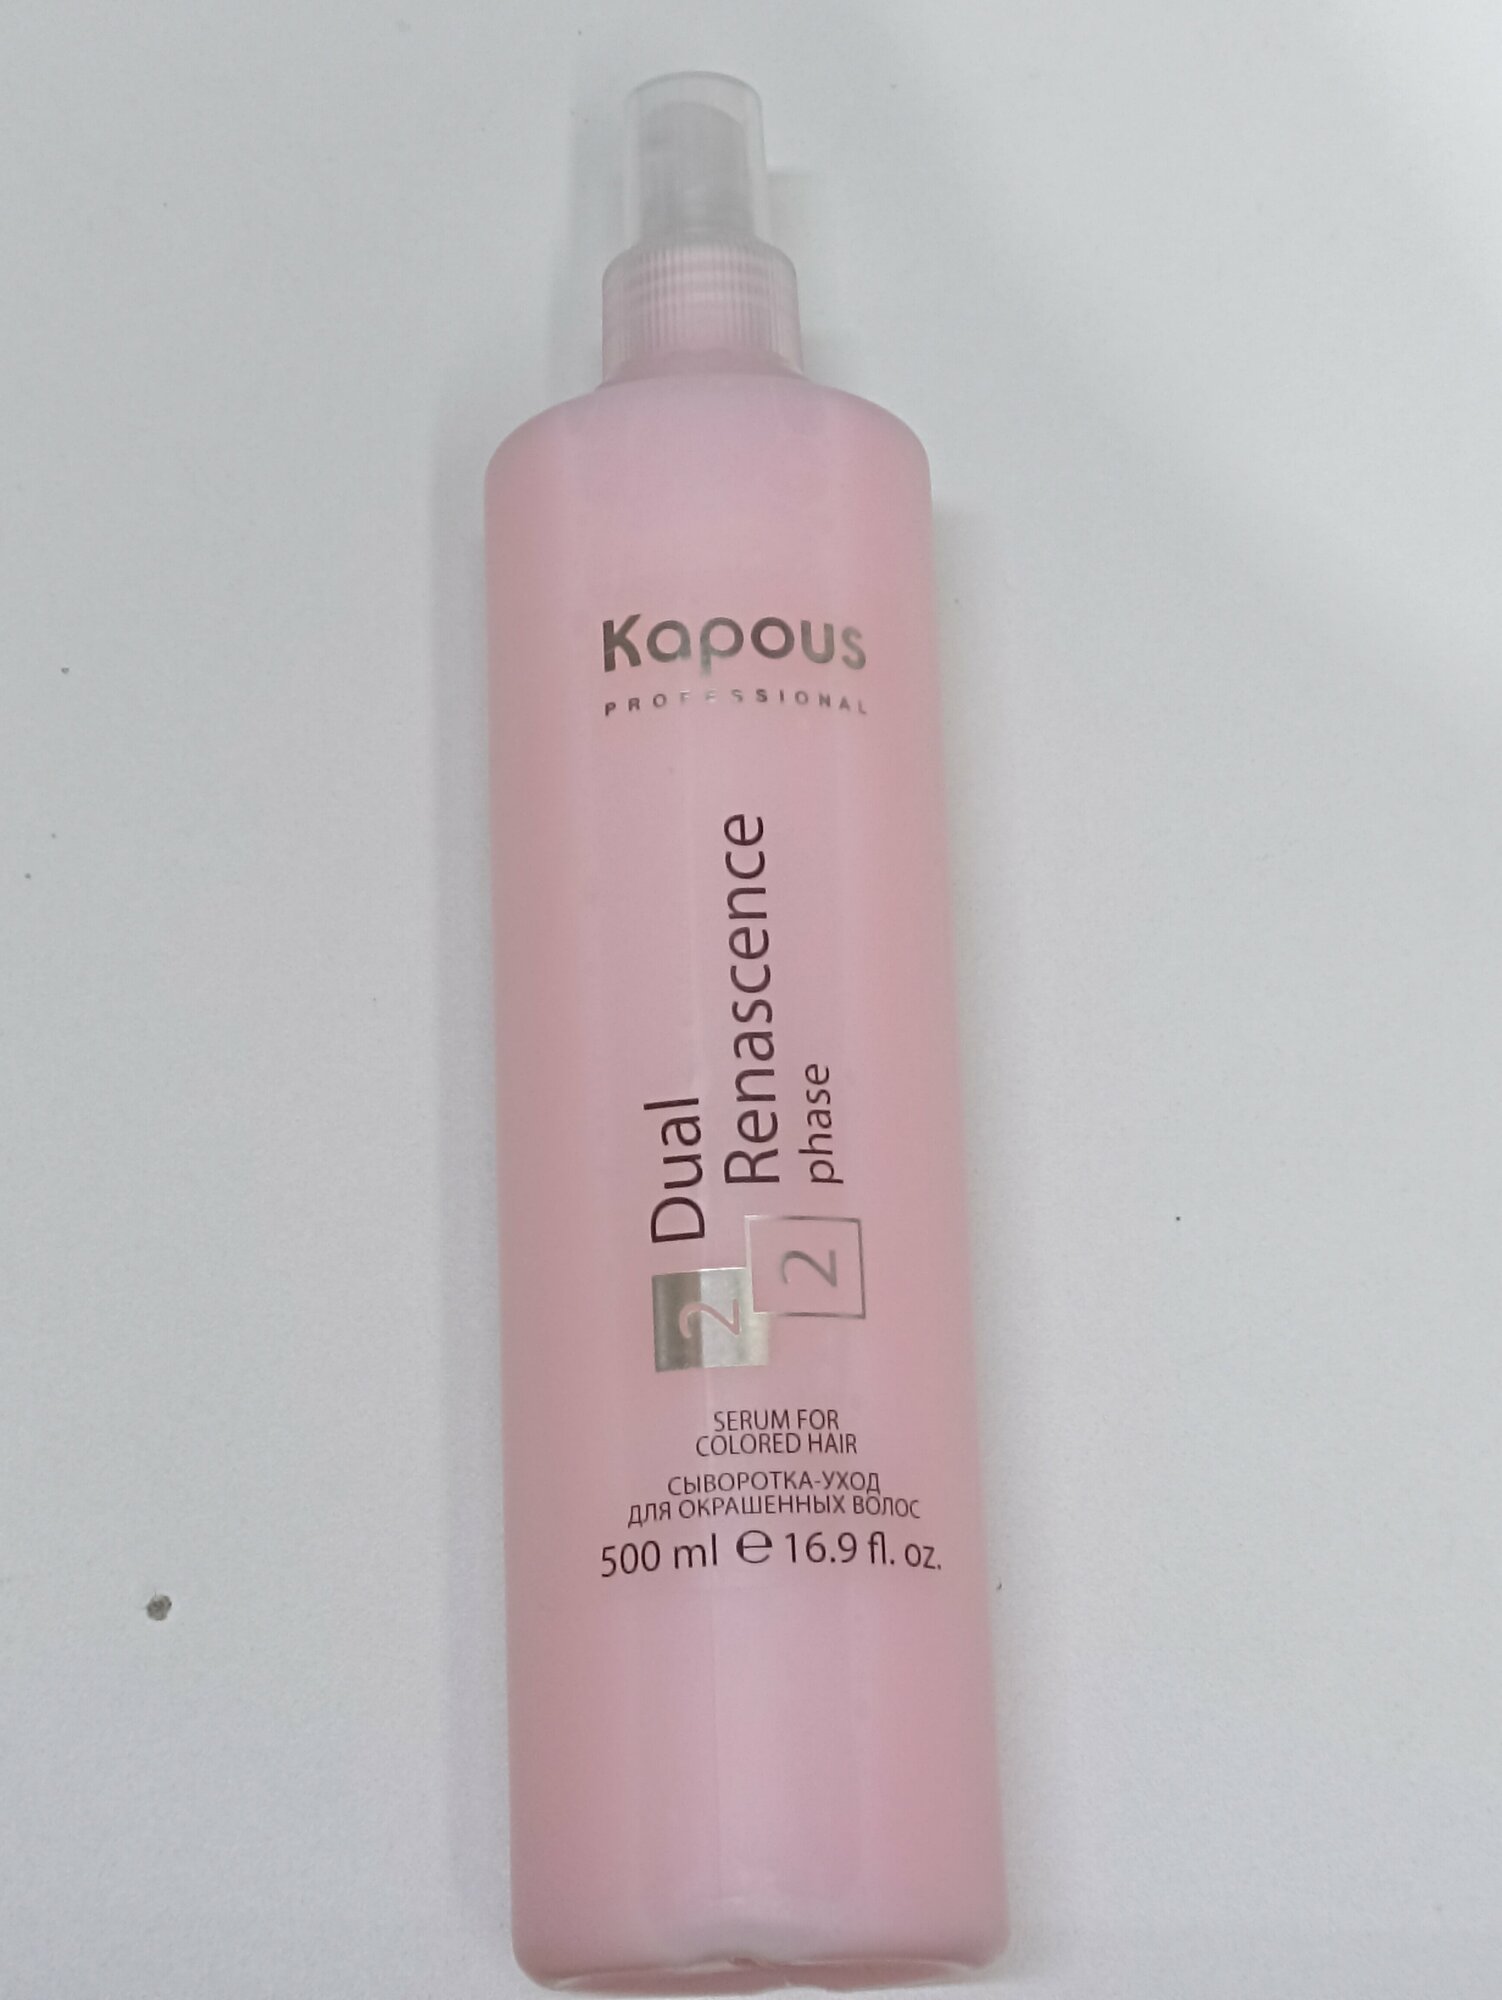 Kapous
PROFESSIONAL
2 Dual
Renascence
2 phase
SERUM FOR
COLORED HAIR
СЫВОРОТКА-УХОД
ДЛЯ ОКРАШЕННЫХ ВОЛОС
500 ml ℮ 16.9 fl. oz.